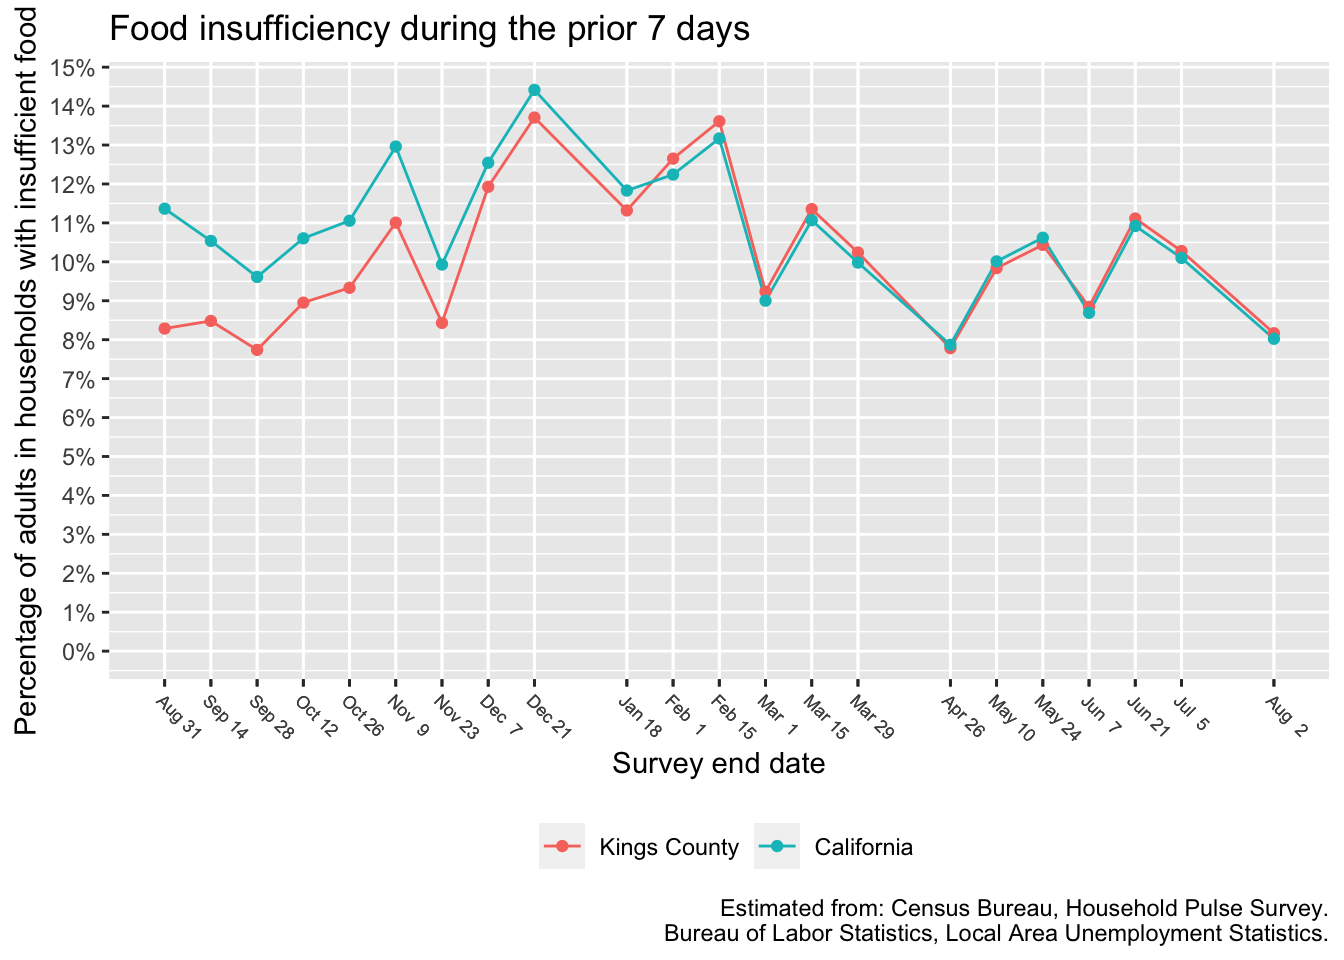 Food insufficiency during the prior 7 days
Percentage of adults in households with insufficient food
15%
14%
13%
12%
11%
10%
9%
8%
7%
6%
5%
4%
3%
2%
1%
0%
Aug 31
Sep 14
Sep 28
Oct 12
Oct 26
Nov 9
Nov 23
Dec 7
Dec 21
Jan 18
Feb 1
Feb 15
Mar 1
Mar 15
Mar 29
Apr 26
May 10
May 24
Jun 7
Jun 21
Jul 5
Aug 2
Survey end date
Kings County
California
Estimated from: Census Bureau, Household Pulse Survey.
Bureau of Labor Statistics, Local Area Unemployment Statistics.